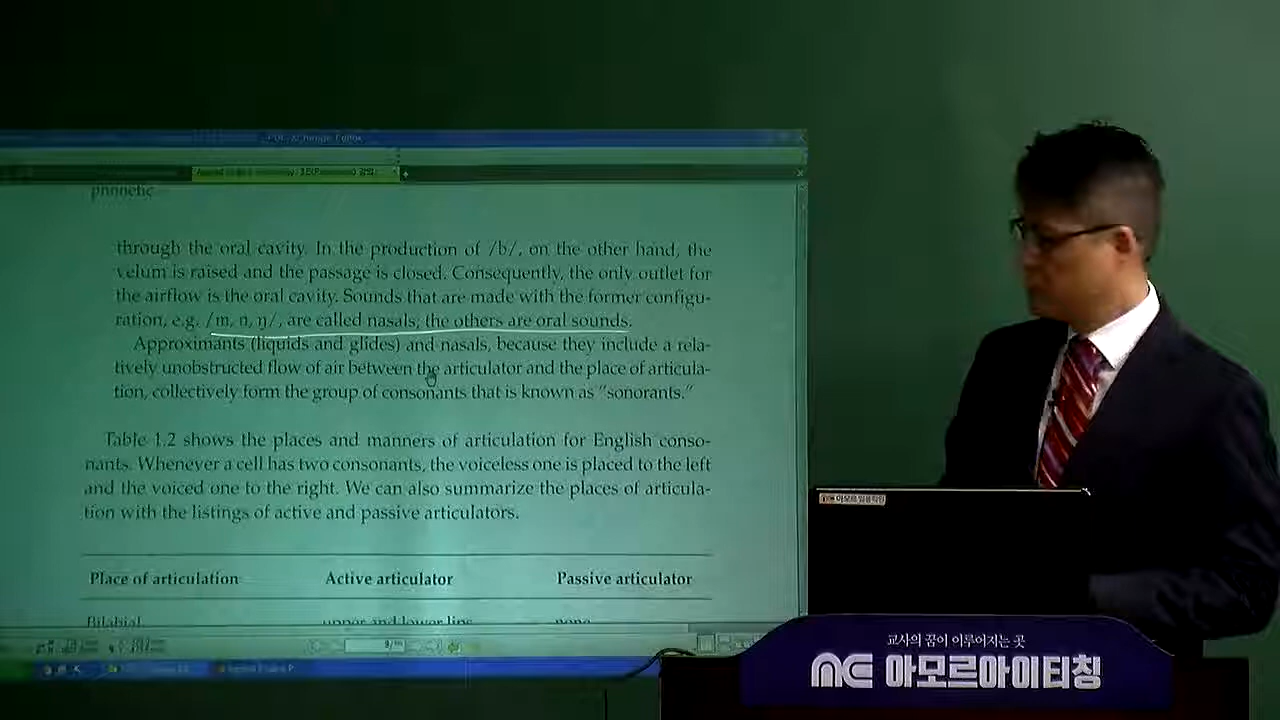 phonetic
through the oral cavity. In the production of /b/, on the other hand, the
velum is raised and the passage is closed. Consequently, the only outlet for
the airflow is the oral cavity. Sounds that are made with the former configu-
ration, e.g. /m, n, ŋ/, are called nasals; the others are oral sounds.
Approximants (liquids and glides) and nasals, because they include a rela-
tively unobstructed flow of air between the articulator and the place of articula-
tion, collectively form the group of consonants that is known as “sonorants.”
Table 1.2 shows the places and manners of articulation for English conso-
nants. Whenever a cell has two consonants, the voiceless one is placed to the left
and the voiced one to the right. We can also summarize the places of articula-
tion with the listings of active and passive articulators.
Place of articulation Active articulator Passive articulator
Bilabial upper and lower lips none
교사의 꿈이 이루어지는 곳
아모르아이티칭